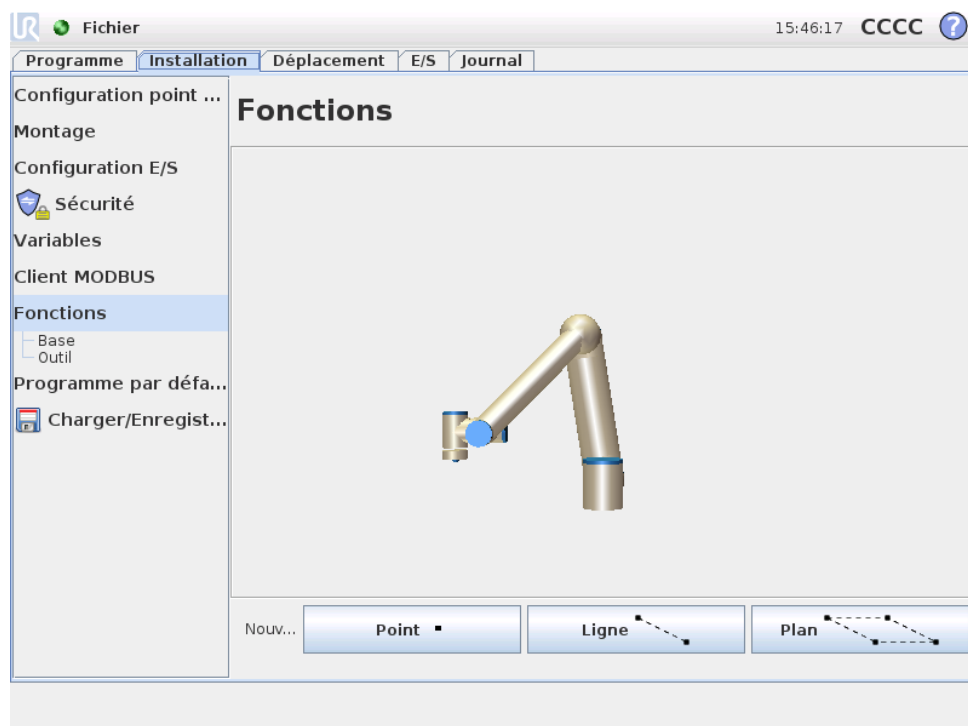 UR Fichier 15:46:17 CCCC ?
Programme Installation Déplacement E/S Journal
Configuration point ...
Montage
Configuration E/S
Sécurité
Variables
Client MODBUS
Fonctions
Base
Outil
Programme par défa...
Charger/Enregist...
Fonctions
Nouv... Point Ligne Plan